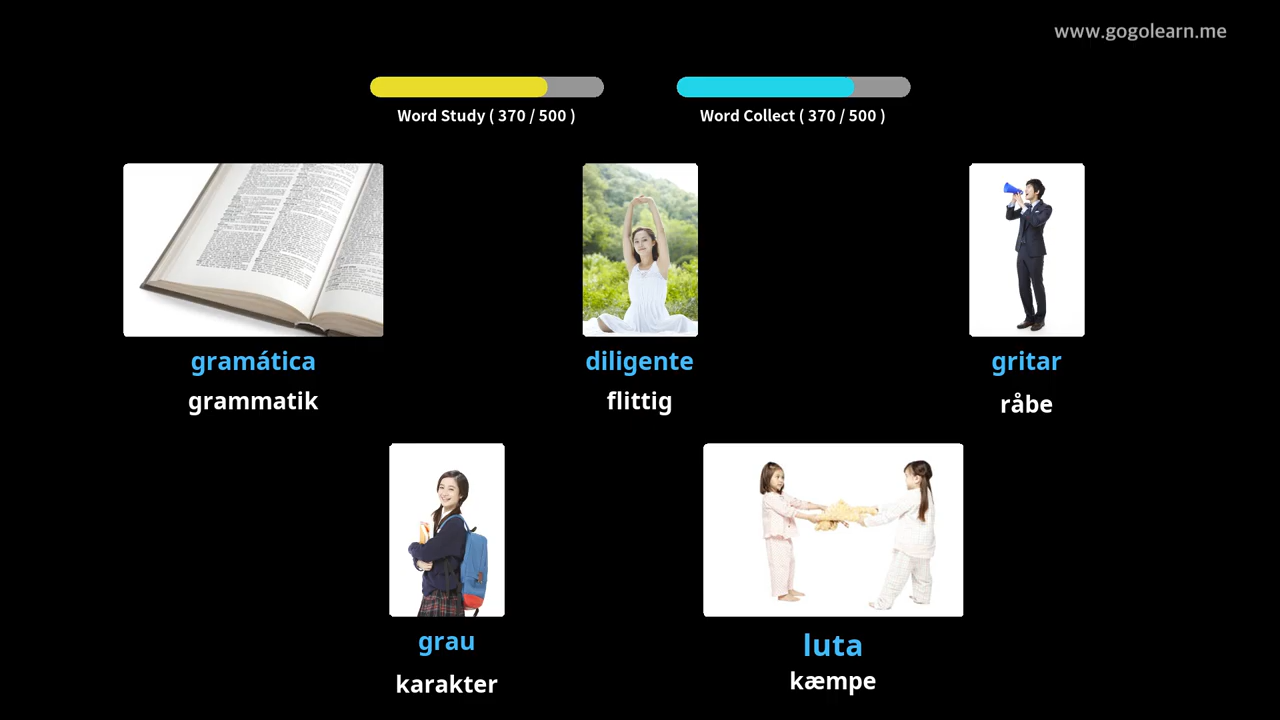 www.gogolearn.me
Word Study ( 370 / 500 )
Word Collect ( 370 / 500 )
gramática
grammatik
diligente
flittig
gritar
råbe
grau
karakter
luta
kæmpe